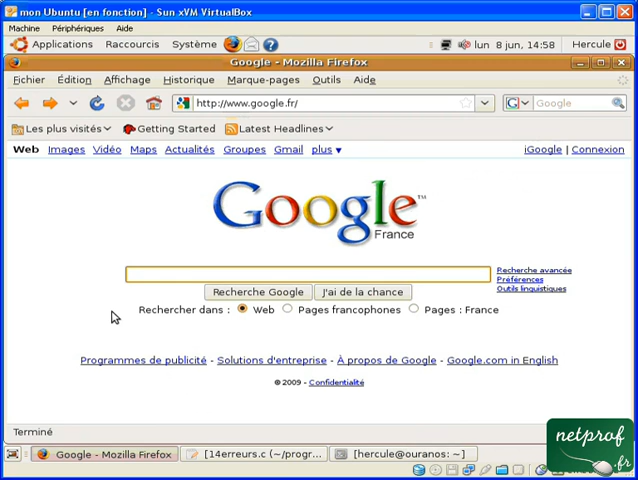 mon Ubuntu [en fonction] - Sun xVM VirtualBox
Machine Périphériques Aide
Applications Raccourcis Système ? lun 8 jun, 14:58 Hercule
Google - Mozilla Firefox
Fichier Édition Affichage Historique Marque-pages Outils Aide
http://www.google.fr/ G Google
Les plus visités Getting Started Latest Headlines
Web Images Vidéo Maps Actualités Groupes Gmail plus ▼ iGoogle | Connexion
Google™
France
Recherche avancée
Préférences
Outils linguistiques
Recherche Google J'ai de la chance
Rechercher dans : Web Pages francophones Pages : France
Programmes de publicité - Solutions d'entreprise - À propos de Google - Google.com in English
© 2009 - Confidentialité
Terminé
Google - Mozilla Firefox [14erreurs.c (~/progr... [hercule@ouranos: ~]
netprof
.fr